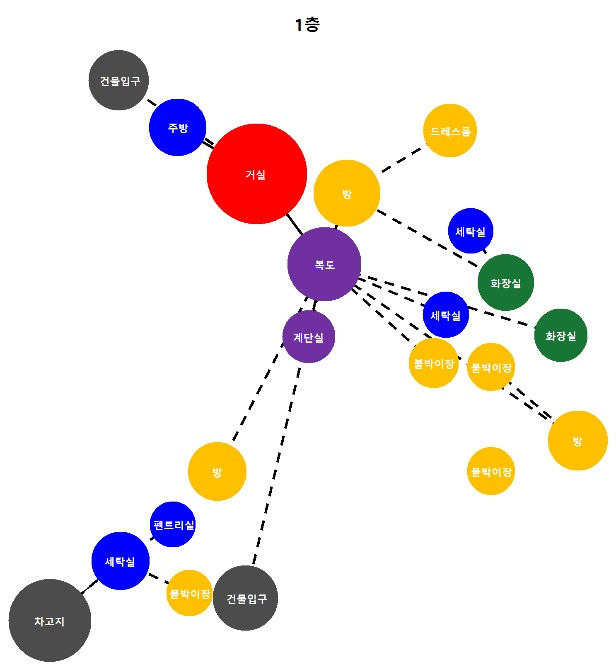 1층
건물입구
주방
드레스룸
거실
방
세탁실
복도
화장실
세탁실
화장실
계단실
붙박이장
붙박이장
방
방
붙박이장
펜트리실
세탁실
붙박이장
건물입구
차고지